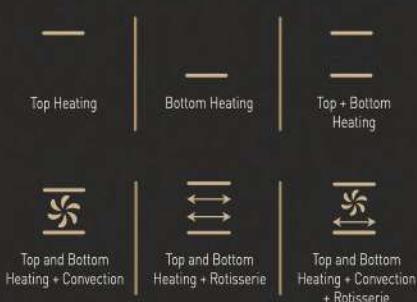 Top Heating
Bottom Heating
Top + Bottom
Heating
Top and Bottom
Heating + Convection
Top and Bottom
Heating + Rotisserie
Top and Bottom
Heating + Convection
+ Rotisserie